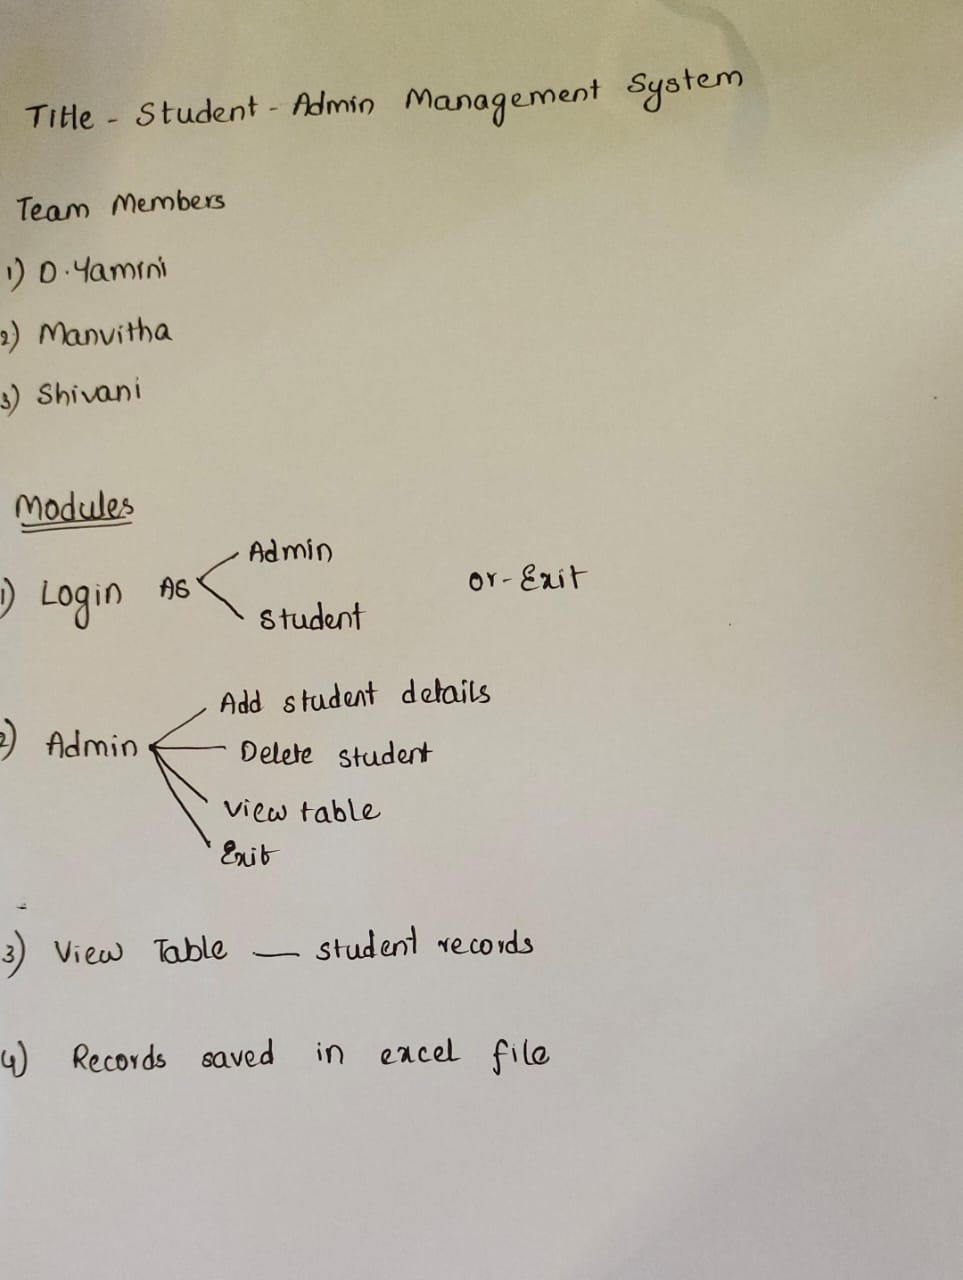 Title - Student - Admin Management System
Team Members
1) D.Yamini
2) Manvitha
3) Shivani
Modules
1) Login As
Admin
Student
or - Exit
2) Admin
Add student details
Delete student
view table
Exit
3) View Table — student records
4) Records saved in excel file